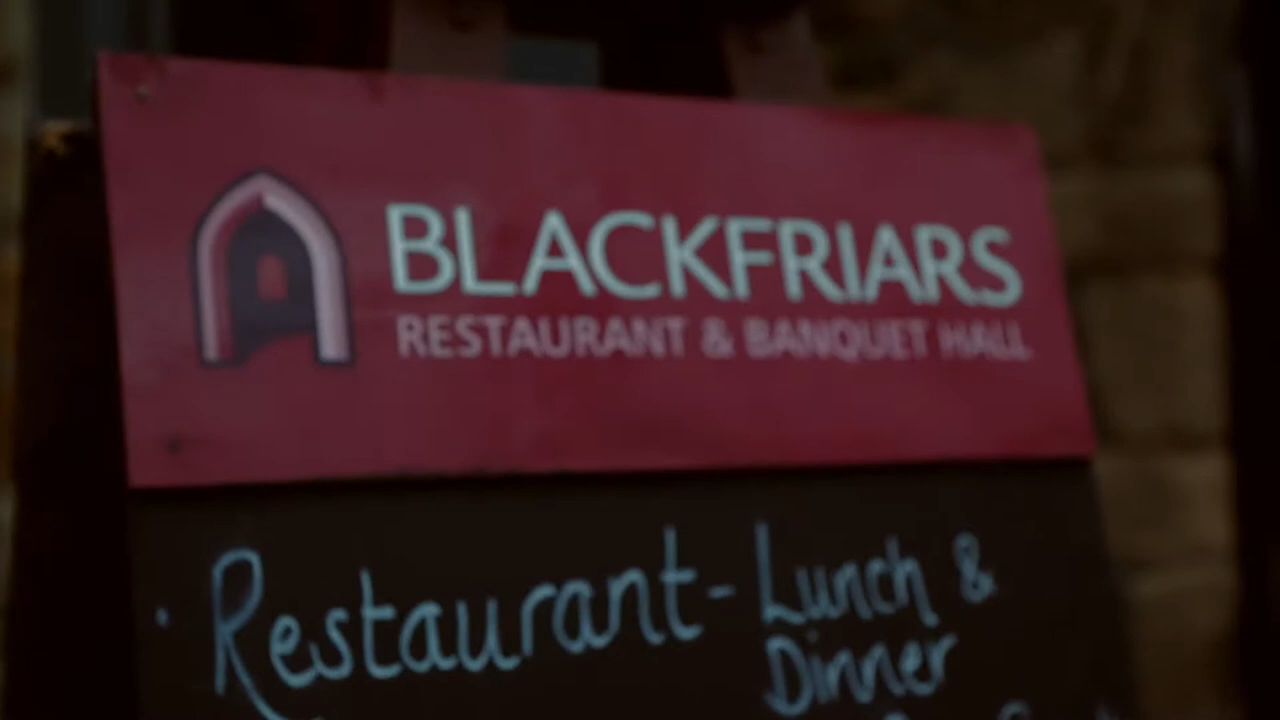 BLACKFRIARS
RESTAURANT & BANQUET HALL
· Restaurant - Lunch &
Dinner